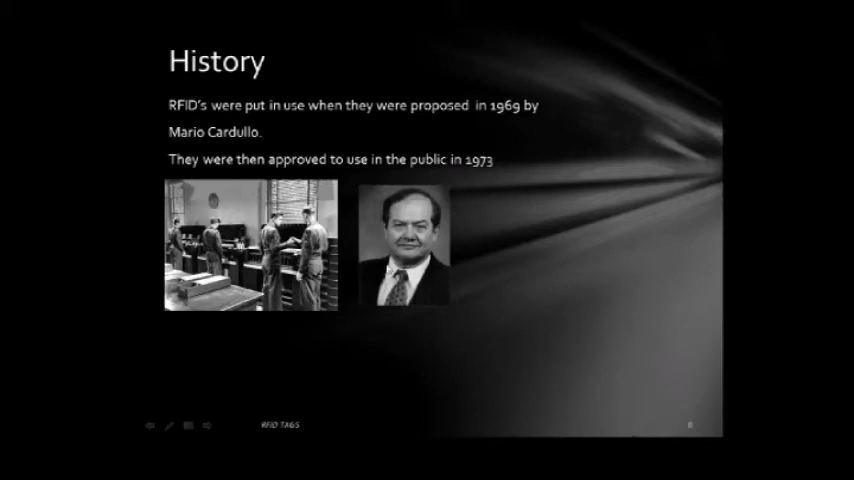 History
RFID's were put in use when they were proposed in 1969 by
Mario Cardullo.
They were then approved to use in the public in 1973
RFID TAGS